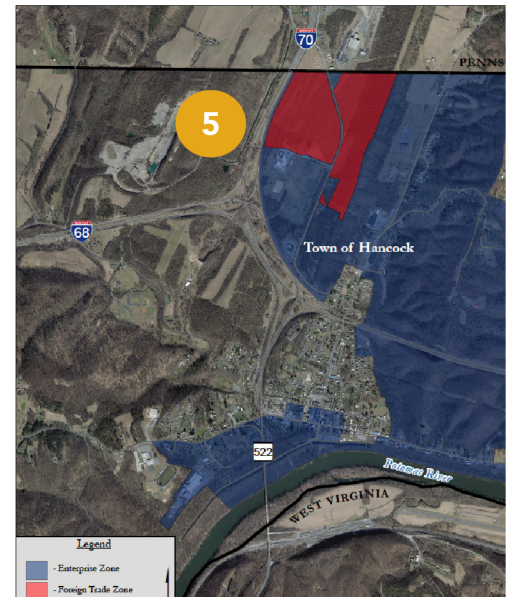 70
PENNS
5
68
Town of Hancock
522
Potomac River
WEST VIRGINIA
Legend
- Enterprise Zone
- Foreign Trade Zone